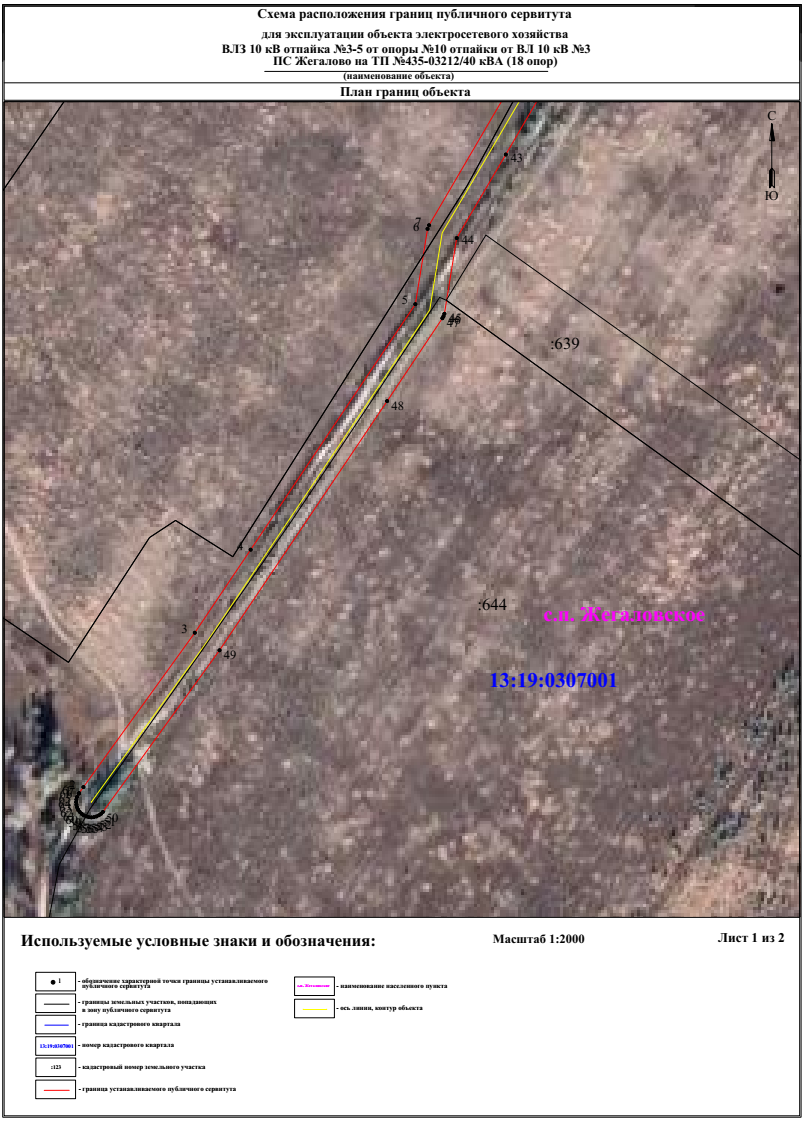 Схема расположения границ публичного сервитута
для эксплуатации объекта электросетевого хозяйства
ВЛЗ 10 кВ отпайка №3-5 от опоры №10 отпайки от ВЛ 10 кВ №3
ПС Жегалово на ТП №435-03212/40 кВА (18 опор)
(наименование объекта)
План границ объекта
С
Ю
43
7
6
44
5
47
:639
48
4
:644
с.п. Жегаловское
3
49
13:19:0307001
50
Используемые условные знаки и обозначения:
Масштаб 1:2000
Лист 1 из 2
1
- обозначение характерной точки границы устанавливаемого
публичного сервитута
- границы земельных участков, попадающих
в зону публичного сервитута
- граница кадастрового квартала
13:19:0307001
- номер кадастрового квартала
:123
- кадастровый номер земельного участка
- граница устанавливаемого публичного сервитута
с.п. Жегаловское
- наименование населенного пункта
- ось линии, контур объекта